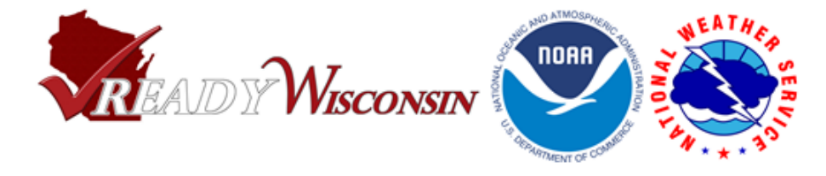 READY WISCONSIN
NATIONAL OCEANIC AND ATMOSPHERIC ADMINISTRATION
NOAA
U.S. DEPARTMENT OF COMMERCE
NATIONAL WEATHER SERVICE